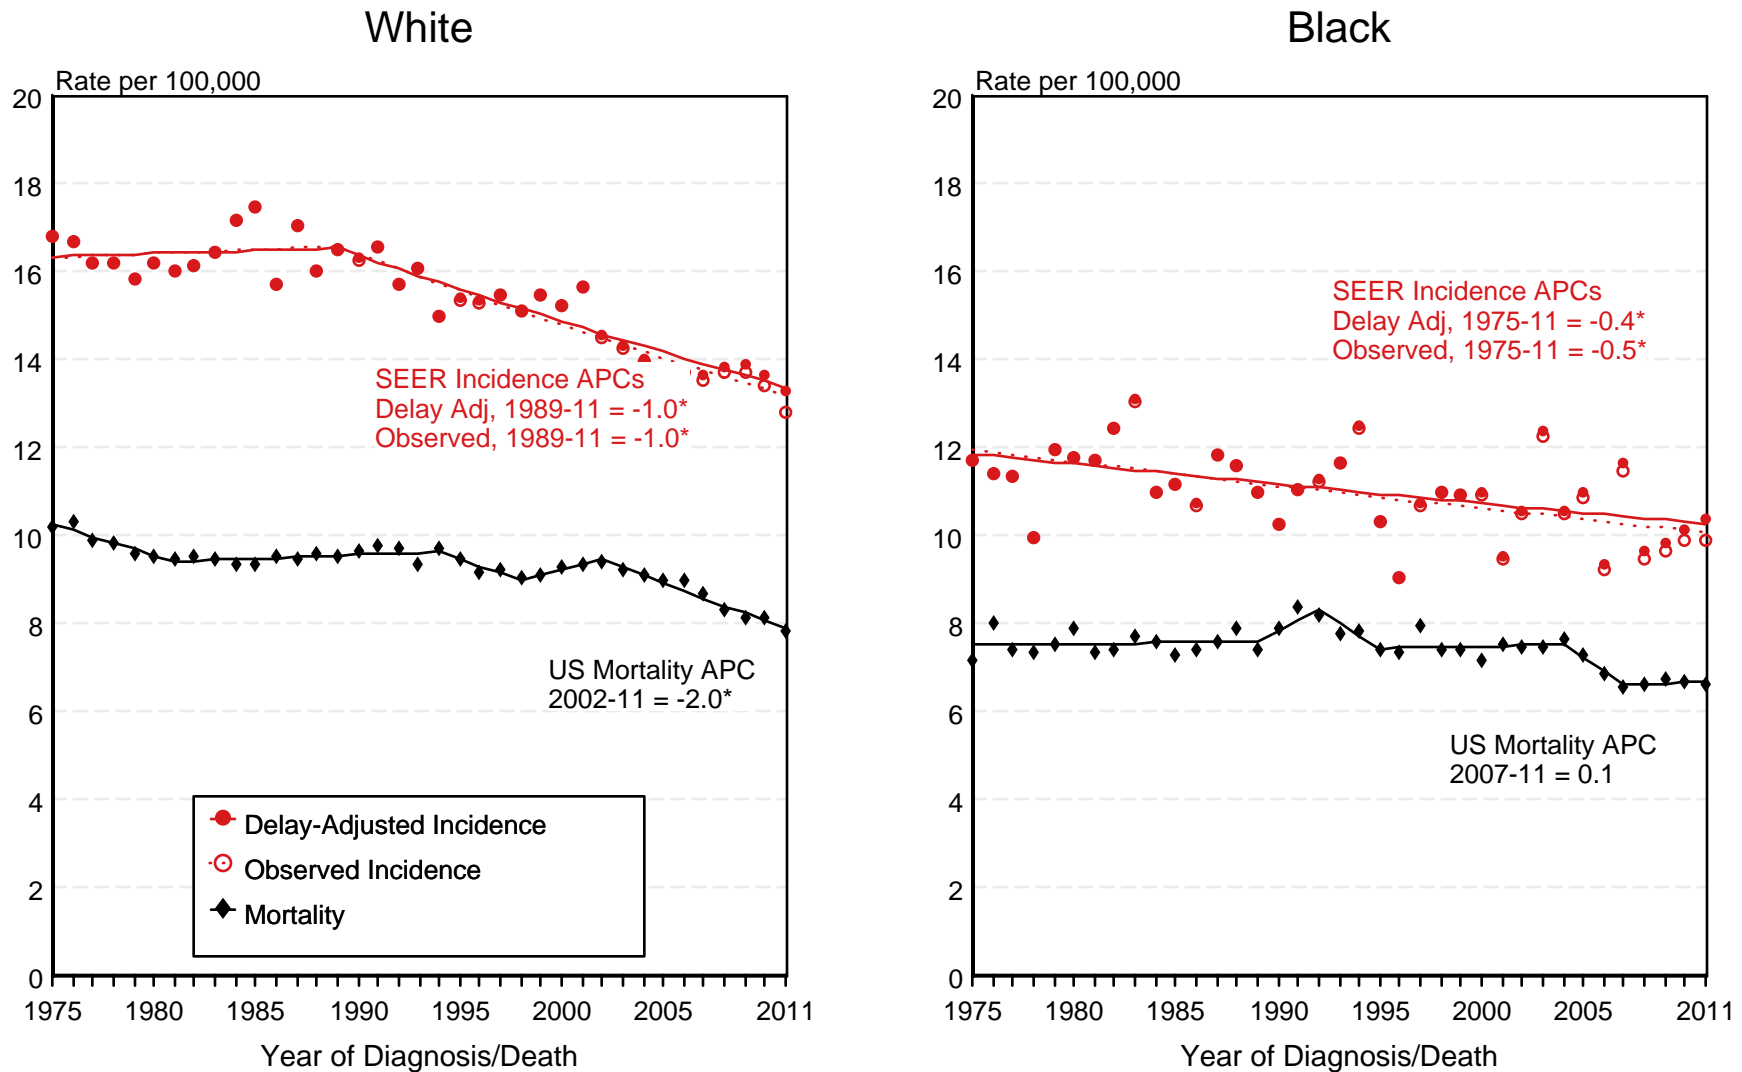 White
Rate per 100,000
20
18
16
14
12
10
8
6
4
2
0
SEER Incidence APCs
Delay Adj, 1989-11 = -1.0*
Observed, 1989-11 = -1.0*
US Mortality APC
2002-11 = -2.0*
Delay-Adjusted Incidence
Observed Incidence
Mortality
1975 1980 1985 1990 1995 2000 2005 2011
Year of Diagnosis/Death
Black
Rate per 100,000
20
18
16
14
12
10
8
6
4
2
0
SEER Incidence APCs
Delay Adj, 1975-11 = -0.4*
Observed, 1975-11 = -0.5*
US Mortality APC
2007-11 = 0.1
1975 1980 1985 1990 1995 2000 2005 2011
Year of Diagnosis/Death